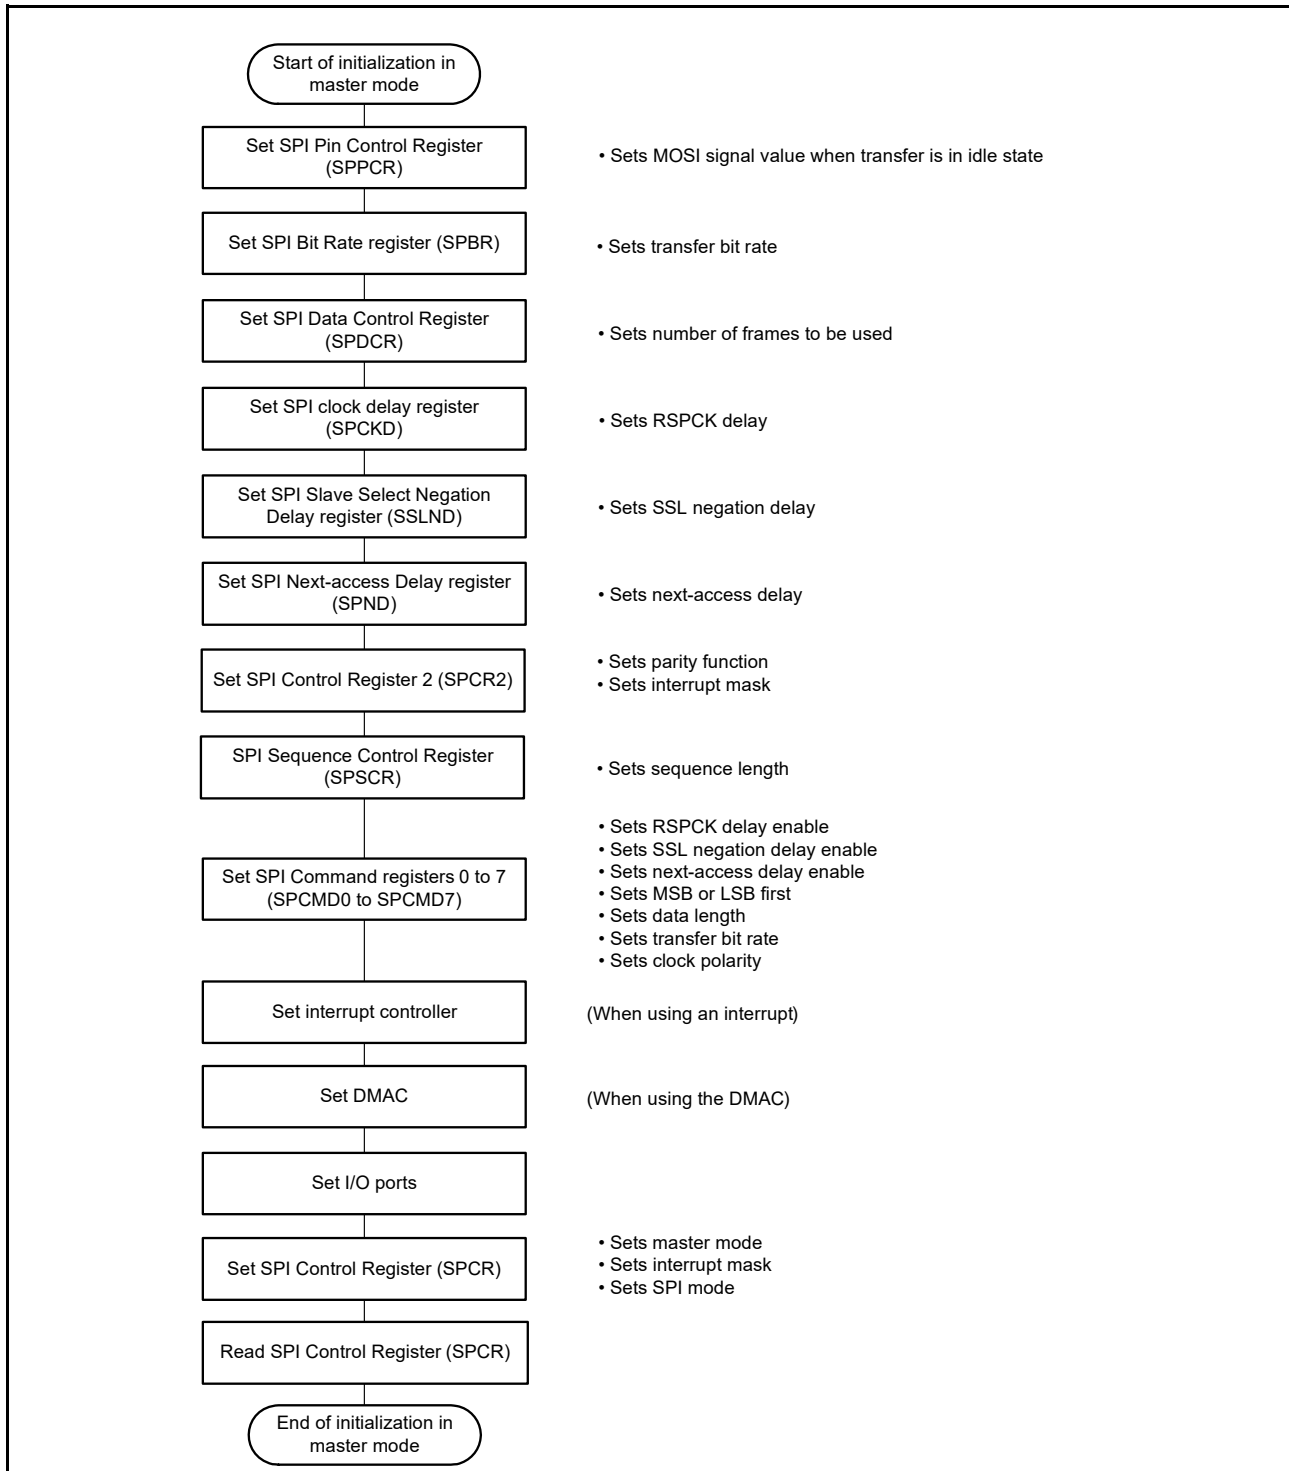 Start of initialization in
master mode
Set SPI Pin Control Register
(SPPCR)
• Sets MOSI signal value when transfer is in idle state
Set SPI Bit Rate register (SPBR)
• Sets transfer bit rate
Set SPI Data Control Register
(SPDCR)
• Sets number of frames to be used
Set SPI clock delay register
(SPCKD)
• Sets RSPCK delay
Set SPI Slave Select Negation
Delay register (SSLND)
• Sets SSL negation delay
Set SPI Next-access Delay register
(SPND)
• Sets next-access delay
Set SPI Control Register 2 (SPCR2)
• Sets parity function
• Sets interrupt mask
SPI Sequence Control Register
(SPSCR)
• Sets sequence length
Set SPI Command registers 0 to 7
(SPCMD0 to SPCMD7)
• Sets RSPCK delay enable
• Sets SSL negation delay enable
• Sets next-access delay enable
• Sets MSB or LSB first
• Sets data length
• Sets transfer bit rate
• Sets clock polarity
Set interrupt controller
(When using an interrupt)
Set DMAC
(When using the DMAC)
Set I/O ports
Set SPI Control Register (SPCR)
• Sets master mode
• Sets interrupt mask
• Sets SPI mode
Read SPI Control Register (SPCR)
End of initialization in
master mode